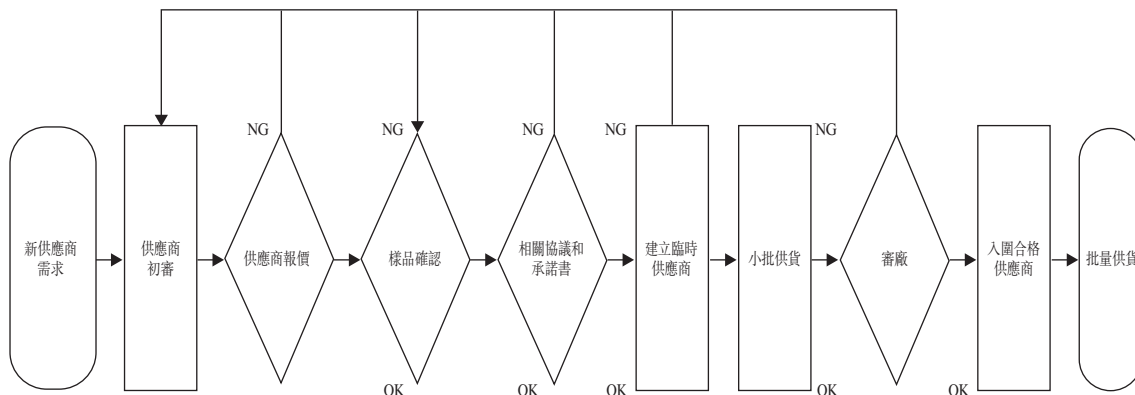 NG
NG
NG
NG
NG
新供應商
需求
供應商
初審
供應商報價
樣品確認
相關協議和
承諾書
建立臨時
供應商
小批供貨
審廠
入圍合格
供應商
批量供貨
OK
OK
OK
OK
OK